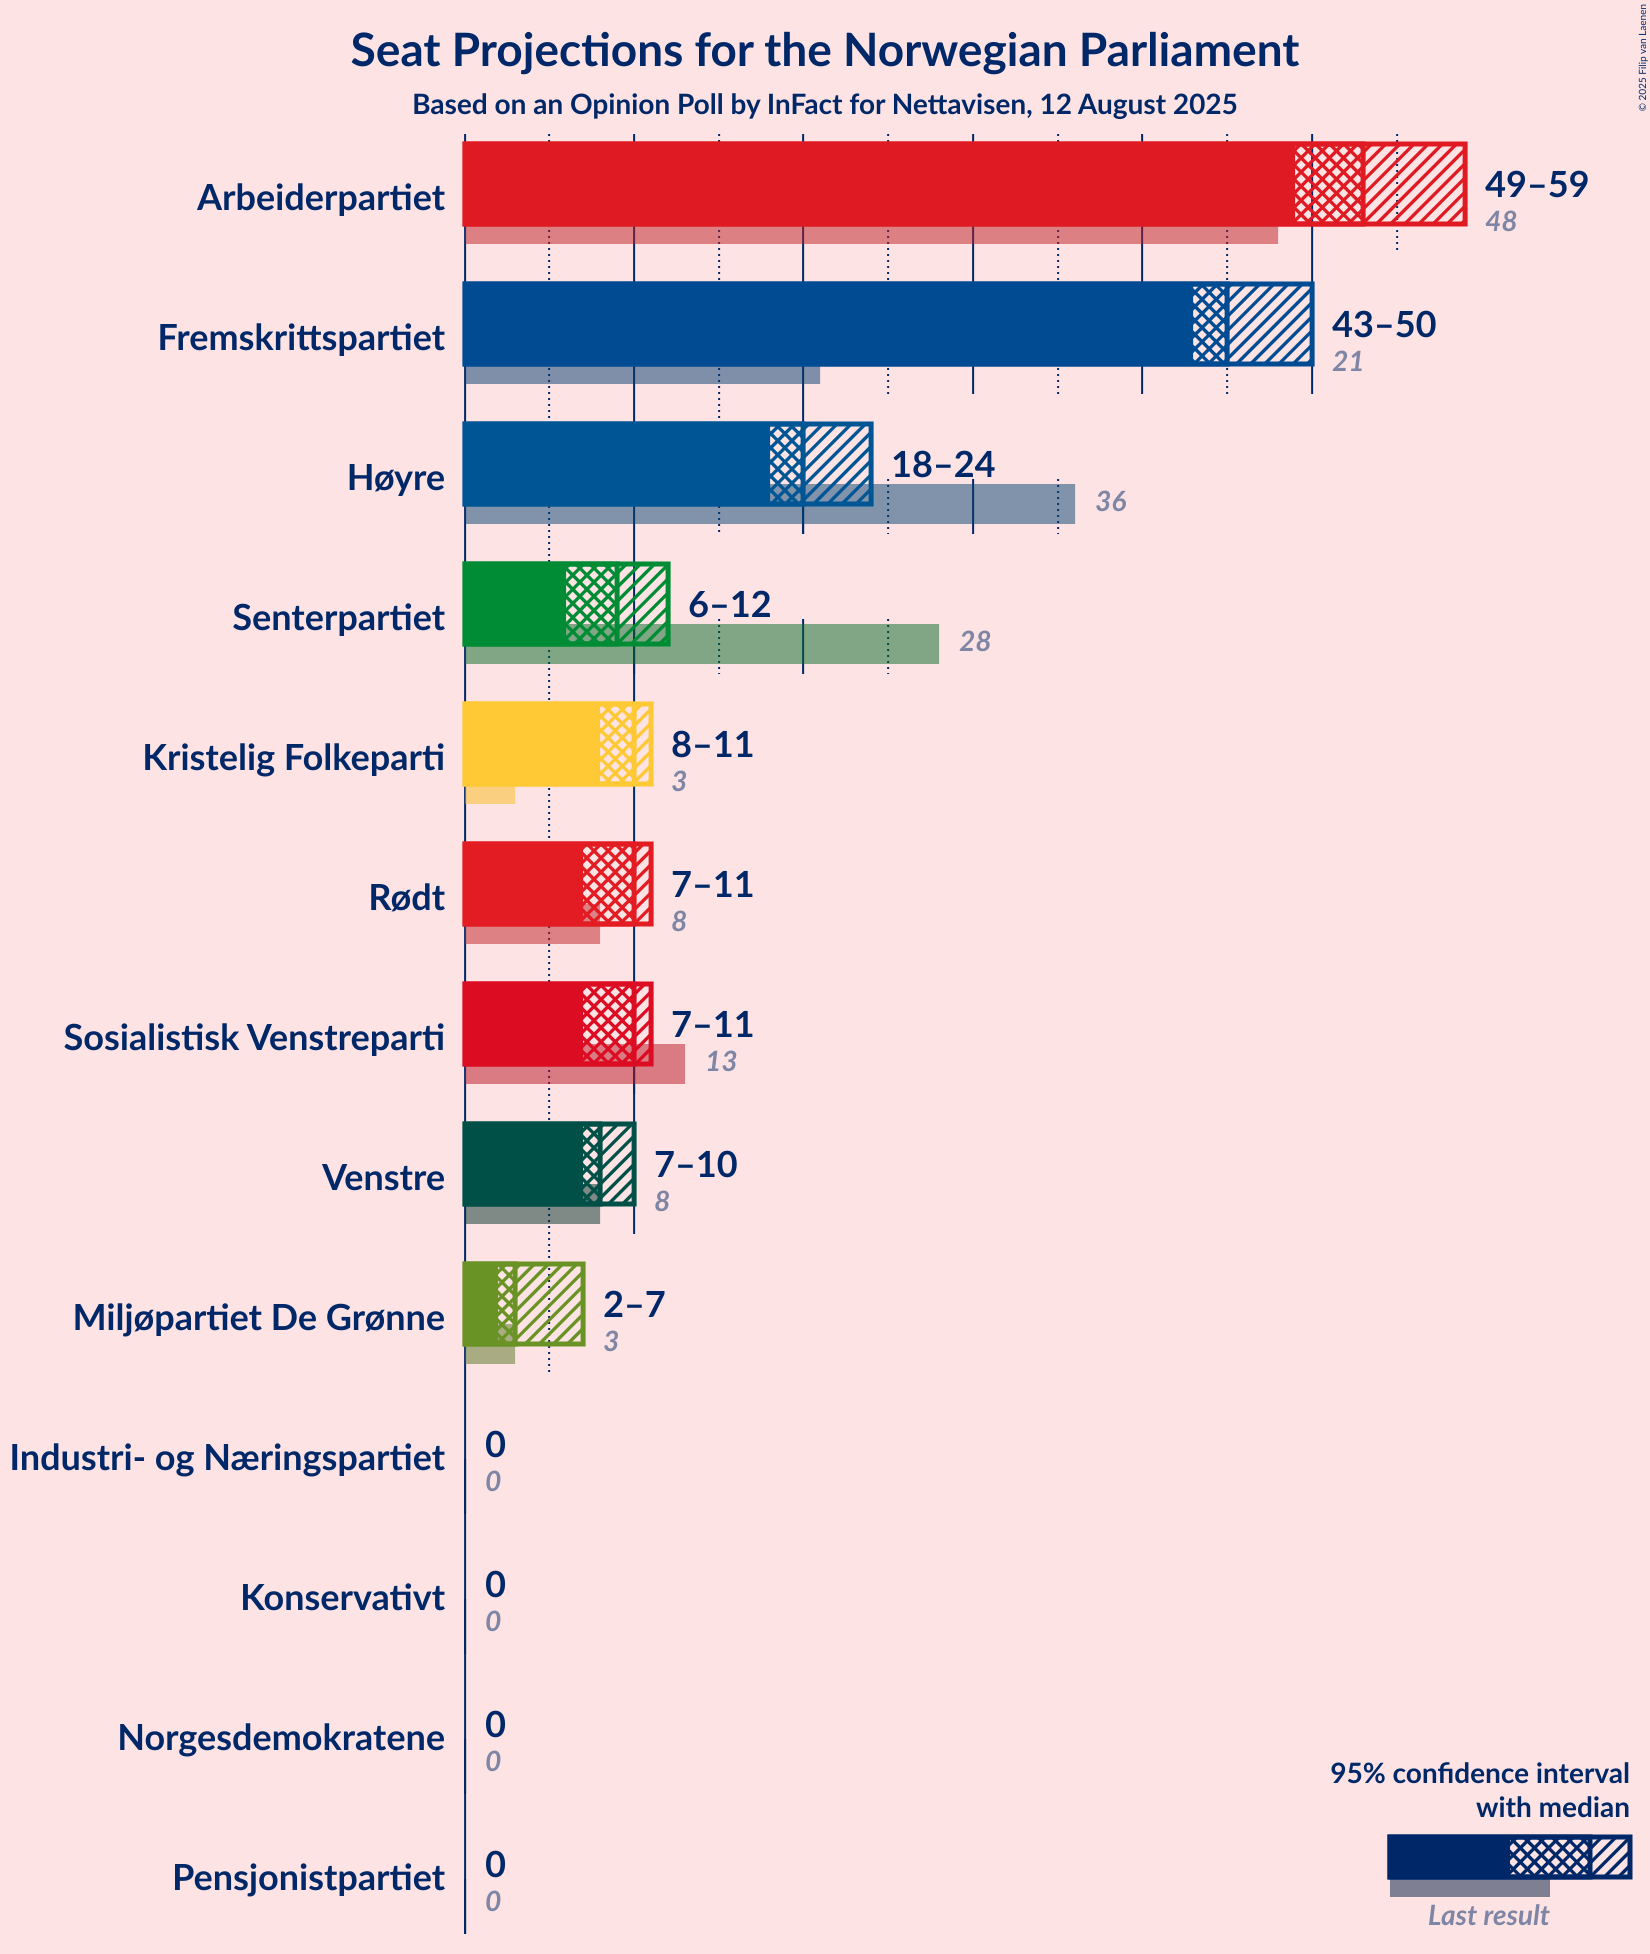 Seat Projections for the Norwegian Parliament
Based on an Opinion Poll by InFact for Nettavisen, 12 August 2025
© 2025 Filip van Laenen
Arbeiderpartiet
49–59
48
Fremskrittspartiet
43–50
21
Høyre
18–24
36
Senterpartiet
6–12
28
Kristelig Folkeparti
8–11
3
Rødt
7–11
8
Sosialistisk Venstreparti
7–11
13
Venstre
7–10
8
Miljøpartiet De Grønne
2–7
3
Industri- og Næringspartiet
0
0
Konservativt
0
0
Norgesdemokratene
0
0
Pensjonistpartiet
0
0
95% confidence interval
with median
Last result